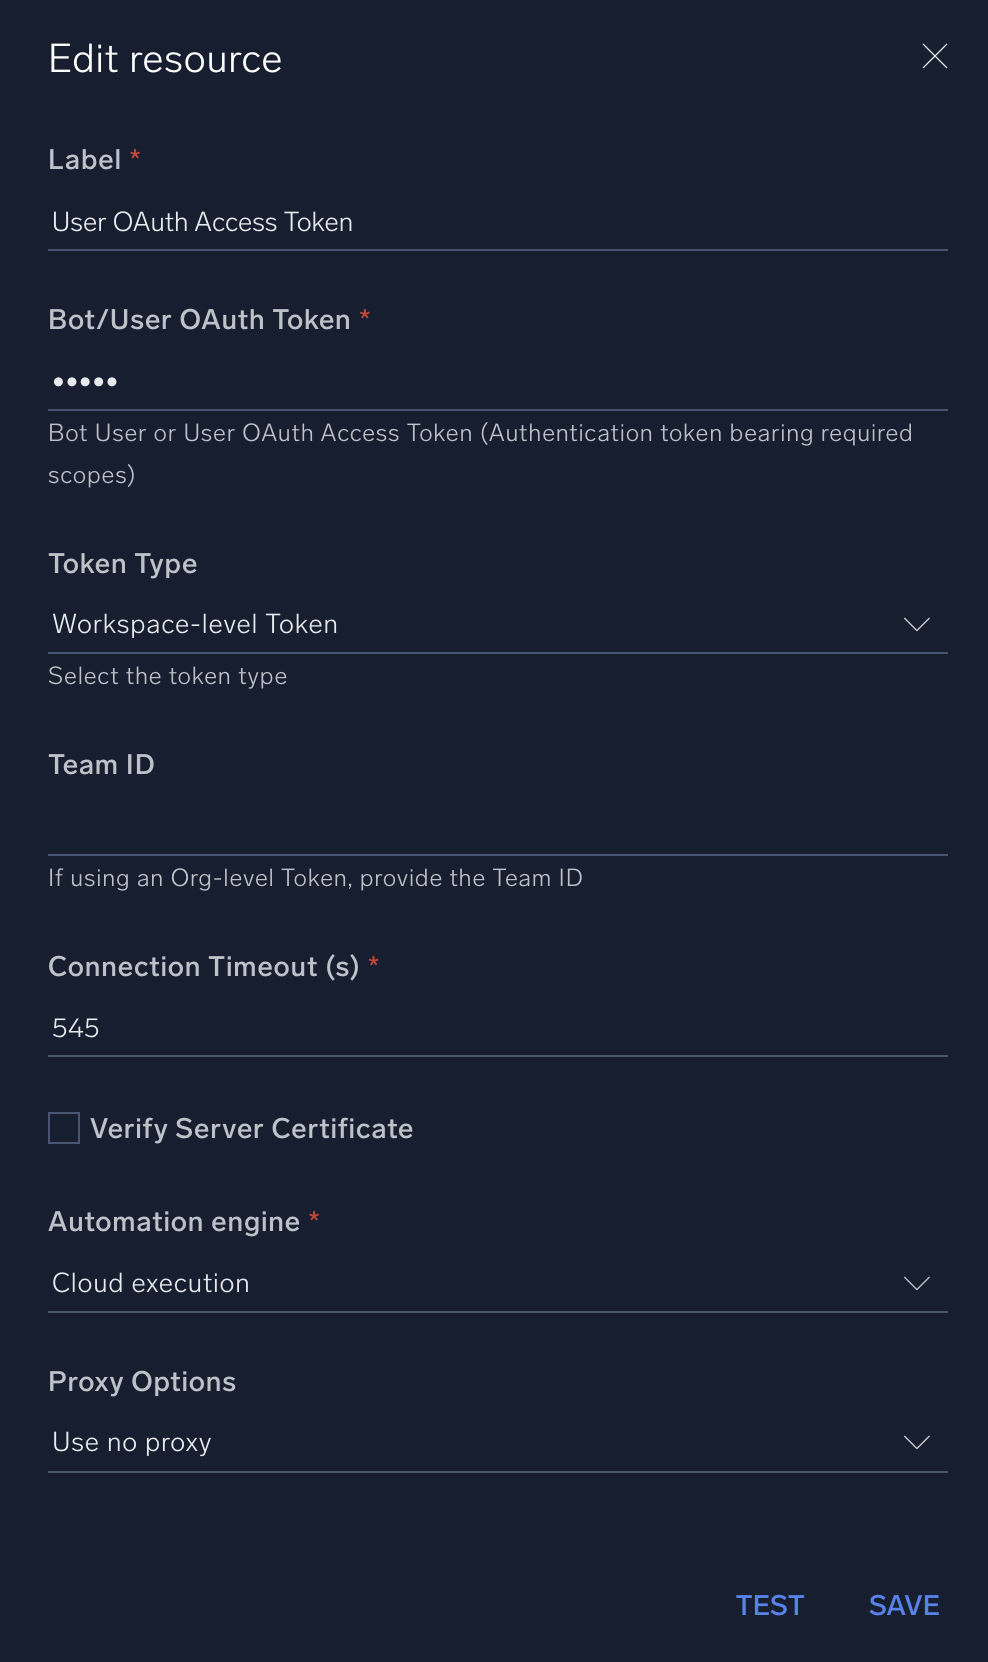 Edit resource
Label *
User OAuth Access Token
Bot/User OAuth Token *
•••••
Bot User or User OAuth Access Token (Authentication token bearing required
scopes)
Token Type
Workspace-level Token
Select the token type
Team ID
If using an Org-level Token, provide the Team ID
Connection Timeout (s) *
545
Verify Server Certificate
Automation engine *
Cloud execution
Proxy Options
Use no proxy
TEST SAVE